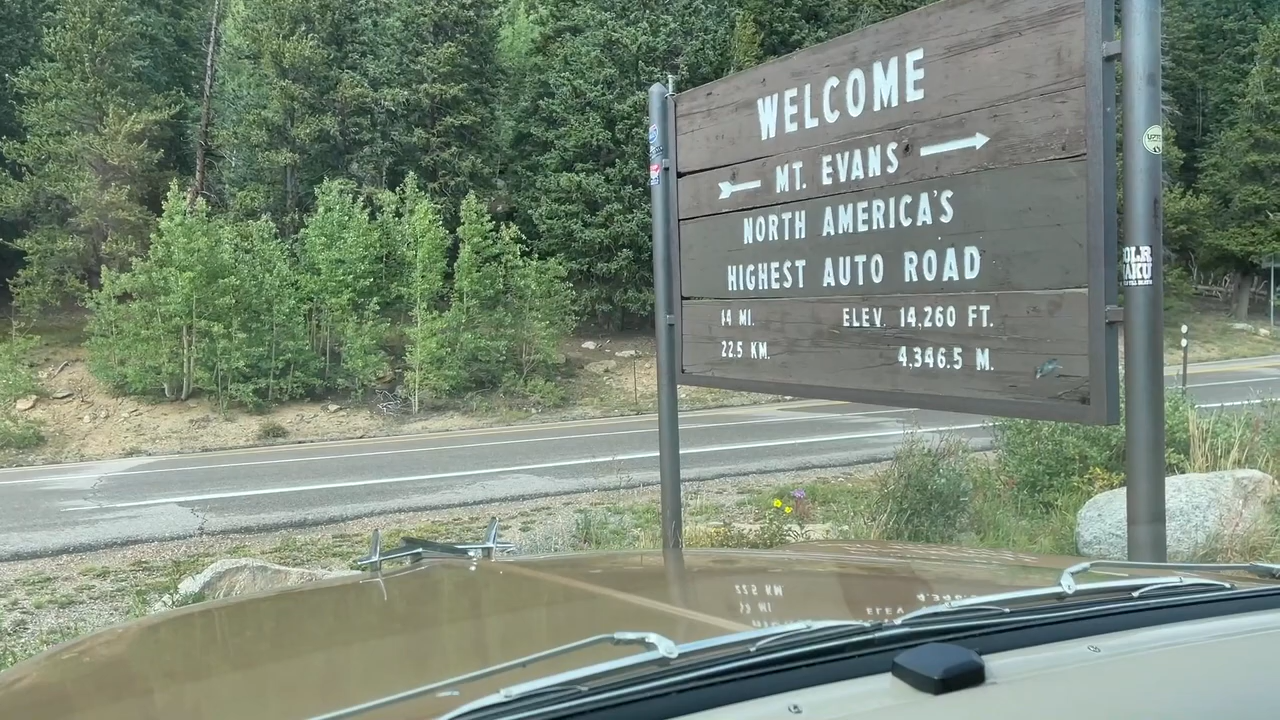 WELCOME
MT. EVANS
NORTH AMERICA'S
HIGHEST AUTO ROAD
14 MI. ELEV. 14,260 FT.
22.5 KM. 4,346.5 M.